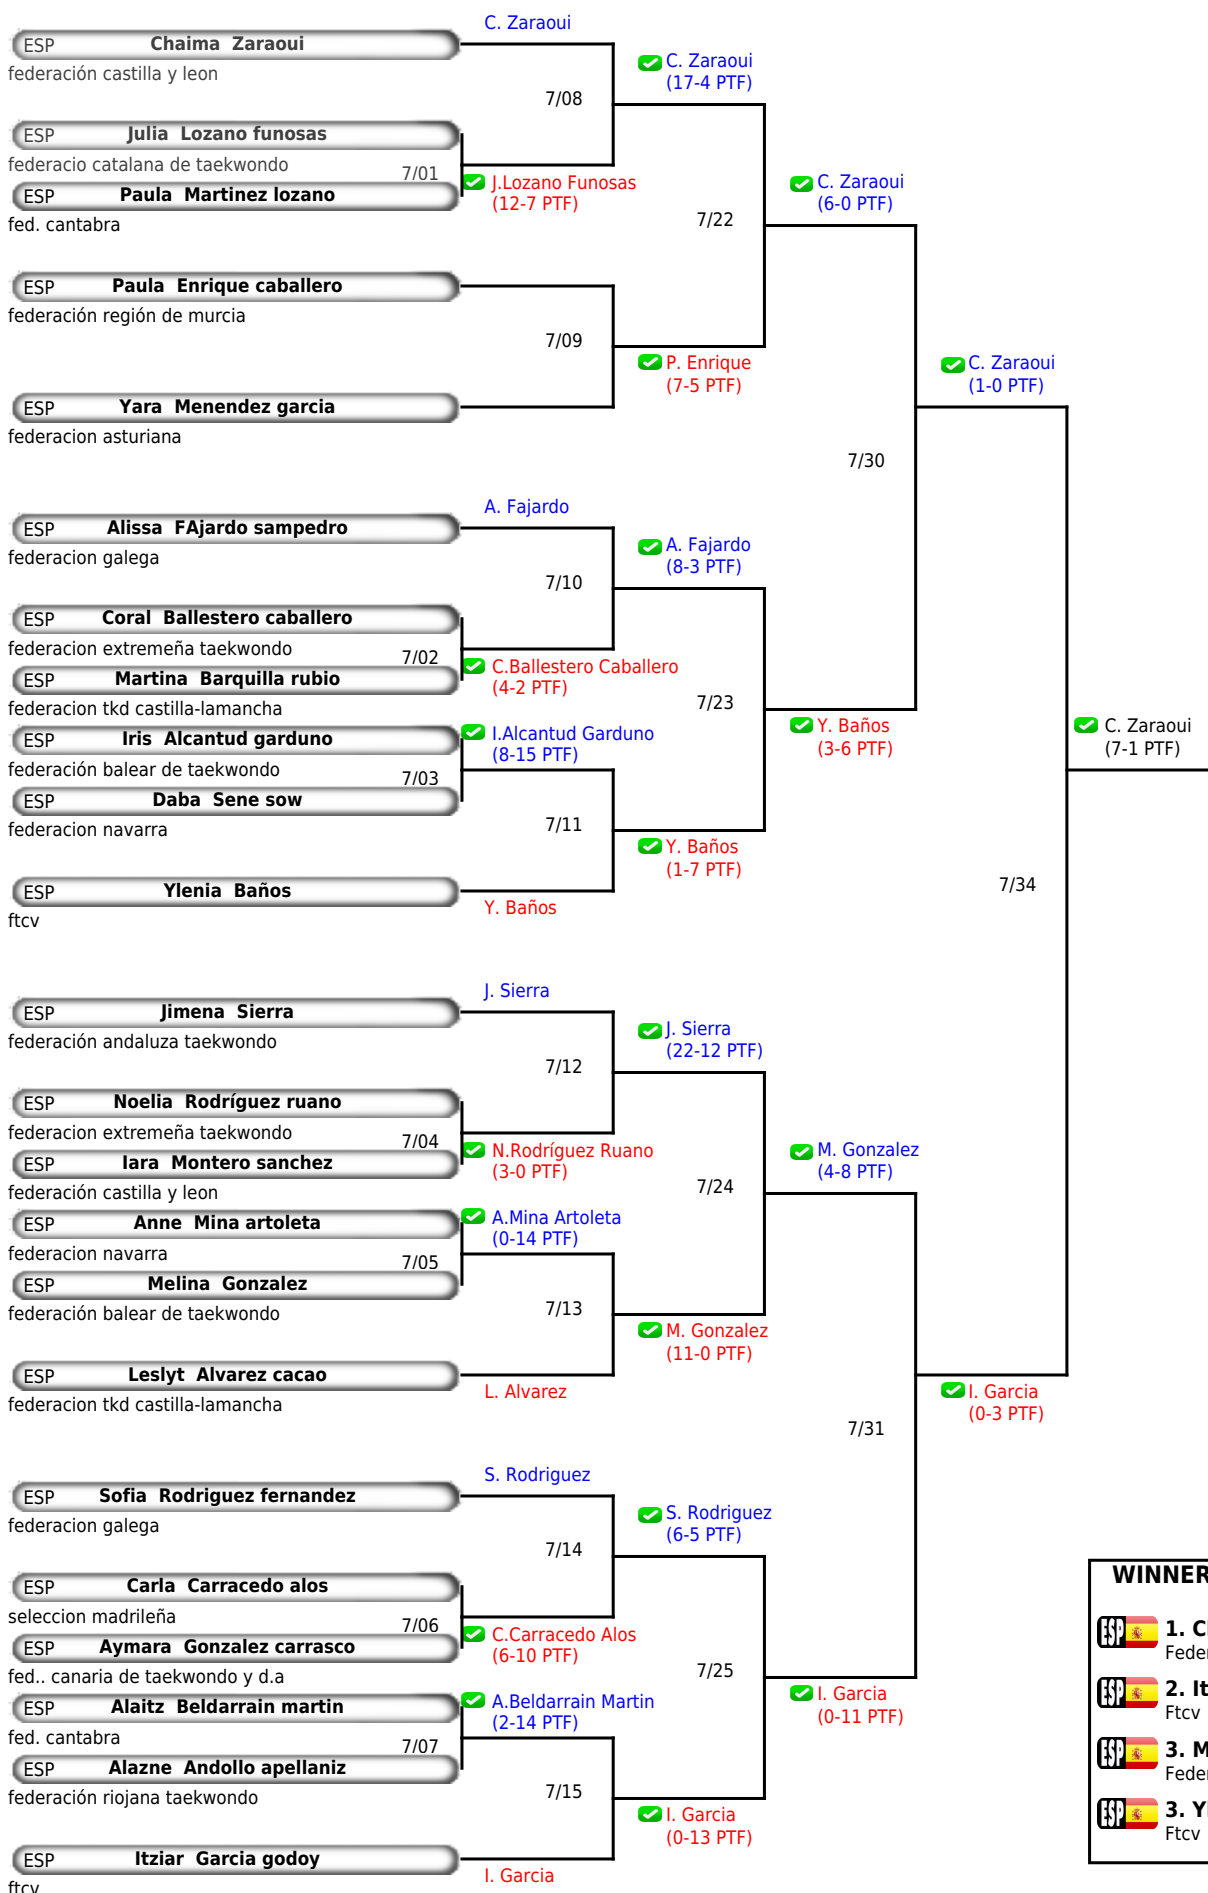 C. Zaraoui
ESP Chaima Zaraoui
federación castilla y leon
C. Zaraoui
(17-4 PTF)
7/08
ESP Julia Lozano funosas
federacio catalana de taekwondo
7/01
J.Lozano Funosas
(12-7 PTF)
ESP Paula Martinez lozano
fed. cantabra
C. Zaraoui
(6-0 PTF)
7/22
ESP Paula Enrique caballero
federación región de murcia
7/09
P. Enrique
(7-5 PTF)
C. Zaraoui
(1-0 PTF)
ESP Yara Menendez garcia
federacion asturiana
7/30
A. Fajardo
ESP Alissa FAjardo sampedro
federacion galega
A. Fajardo
(8-3 PTF)
7/10
ESP Coral Ballestero caballero
federacion extremeña taekwondo
7/02
C.Ballestero Caballero
(4-2 PTF)
ESP Martina Barquilla rubio
federacion tkd castilla-lamancha
7/23
Y. Baños
(3-6 PTF)
C. Zaraoui
(7-1 PTF)
I.Alcantud Garduno
(8-15 PTF)
ESP Iris Alcantud garduno
federación balear de taekwondo
7/03
ESP Daba Sene sow
federacion navarra
7/11
Y. Baños
(1-7 PTF)
ESP Ylenia Baños
ftcv
Y. Baños
7/34
J. Sierra
ESP Jimena Sierra
federación andaluza taekwondo
J. Sierra
(22-12 PTF)
7/12
ESP Noelia Rodríguez ruano
federacion extremeña taekwondo
7/04
N.Rodríguez Ruano
(3-0 PTF)
ESP Iara Montero sanchez
federación castilla y leon
M. Gonzalez
(4-8 PTF)
7/24
A.Mina Artoleta
(0-14 PTF)
ESP Anne Mina artoleta
federacion navarra
7/05
ESP Melina Gonzalez
federación balear de taekwondo
7/13
M. Gonzalez
(11-0 PTF)
ESP Leslyt Alvarez cacao
federacion tkd castilla-lamancha
L. Alvarez
I. Garcia
(0-3 PTF)
7/31
S. Rodriguez
ESP Sofia Rodriguez fernandez
federacion galega
S. Rodriguez
(6-5 PTF)
7/14
ESP Carla Carracedo alos
seleccion madrileña
7/06
C.Carracedo Alos
(6-10 PTF)
ESP Aymara Gonzalez carrasco
fed.. canaria de taekwondo y d.a
7/25
I. Garcia
(0-11 PTF)
A.Beldarrain Martin
(2-14 PTF)
ESP Alaitz Beldarrain martin
fed. cantabra
7/07
ESP Alazne Andollo apellaniz
federación riojana taekwondo
7/15
I. Garcia
(0-13 PTF)
ESP Itziar Garcia godoy
ftcv
I. Garcia
WINNER
ESP 1. C
Feder
ESP 2. It
Ftcv
ESP 3. M
Feder
ESP 3. Yl
Ftcv